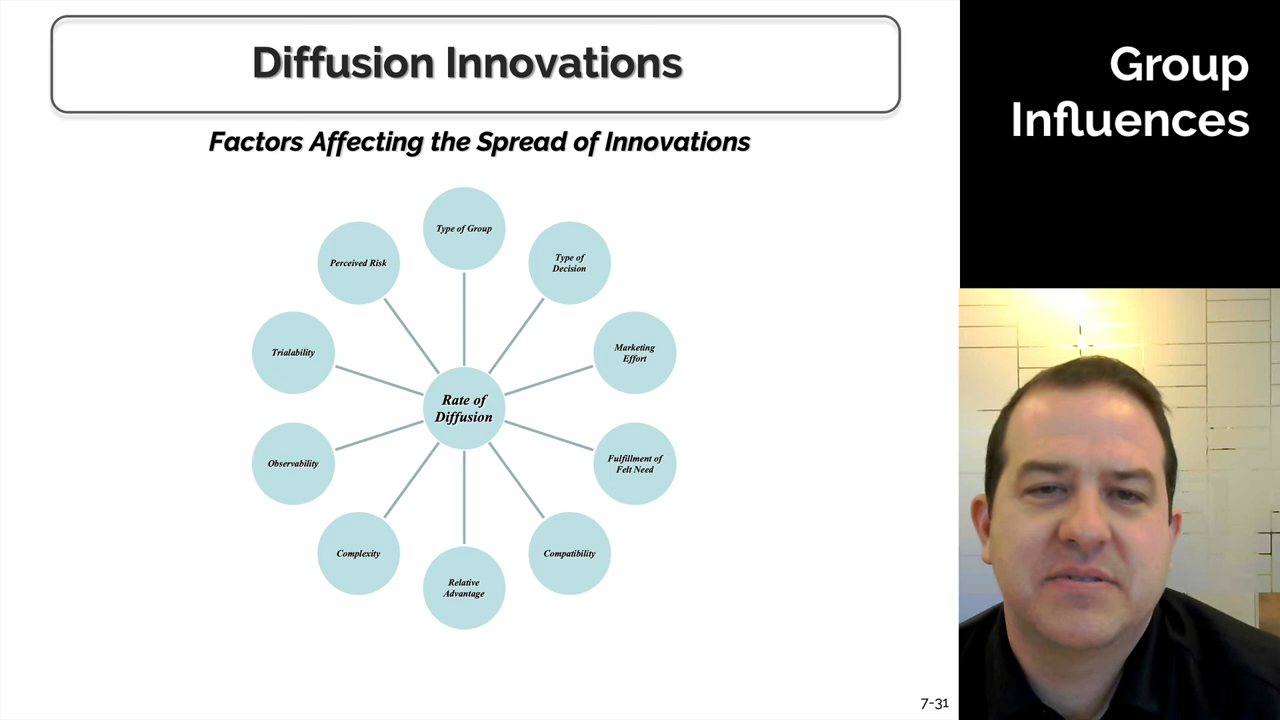 Diffusion Innovations
Factors Affecting the Spread of Innovations
Type of Group
Type of
Decision
Marketing
Effort
Fulfillment of
Felt Need
Compatibility
Relative
Advantage
Complexity
Observability
Trialability
Perceived Risk
Rate of
Diffusion
7-31
Group
Influences